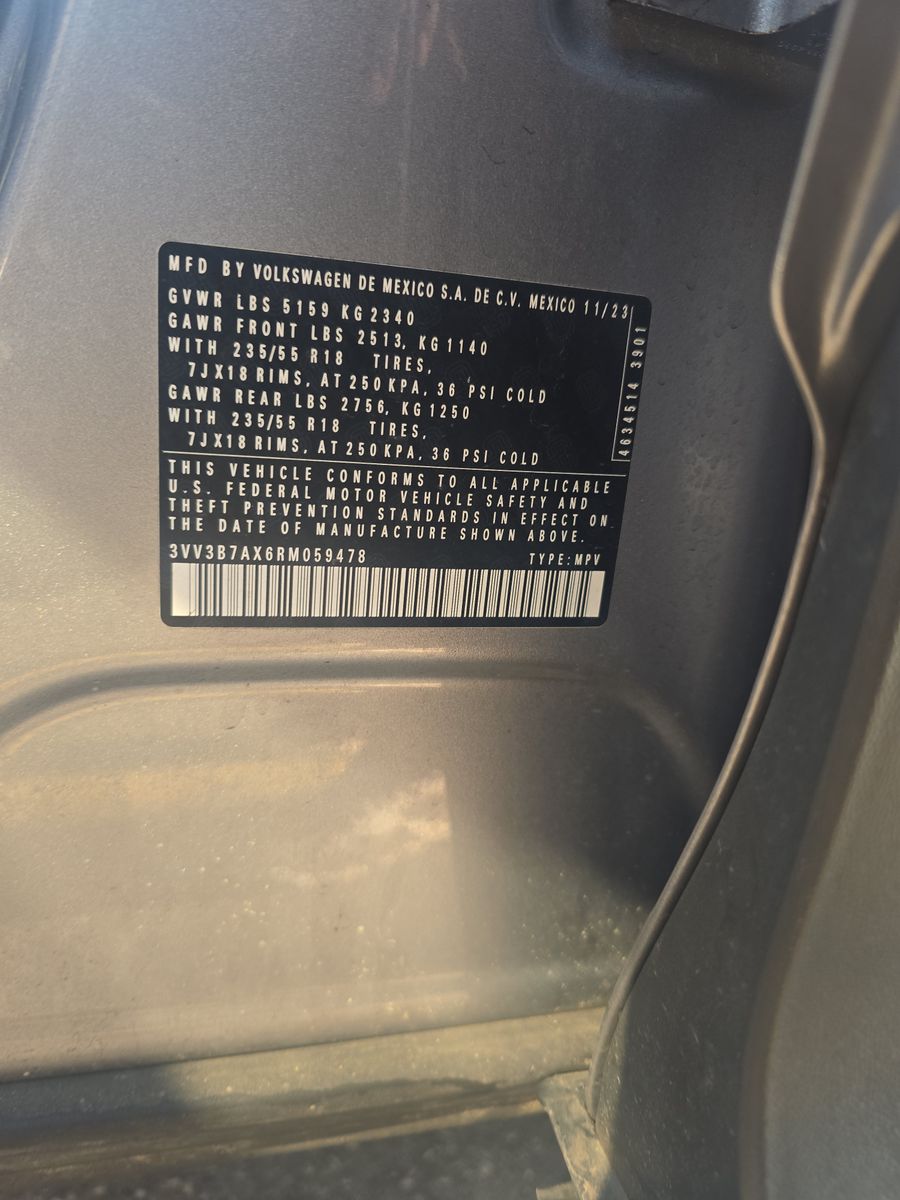 MFD BY VOLKSWAGEN DE MEXICO S.A. DE C.V. MEXICO 11/23
GVWR LBS 5159 KG 2340
GAWR FRONT LBS 2513, KG 1140
WITH 235/55 R18 TIRES,
7J X18 RIMS, AT 250 KPA, 36 PSI COLD
GAWR REAR LBS 2756, KG 1250
WITH 235/55 R18 TIRES,
7J X18 RIMS, AT 250 KPA, 36 PSI COLD
4634514 3901
THIS VEHICLE CONFORMS TO ALL APPLICABLE
U.S. FEDERAL MOTOR VEHICLE SAFETY AND
THEFT PREVENTION STANDARDS IN EFFECT ON
THE DATE OF MANUFACTURE SHOWN ABOVE.
3VV3B7AX6RM059478 TYPE: MPV